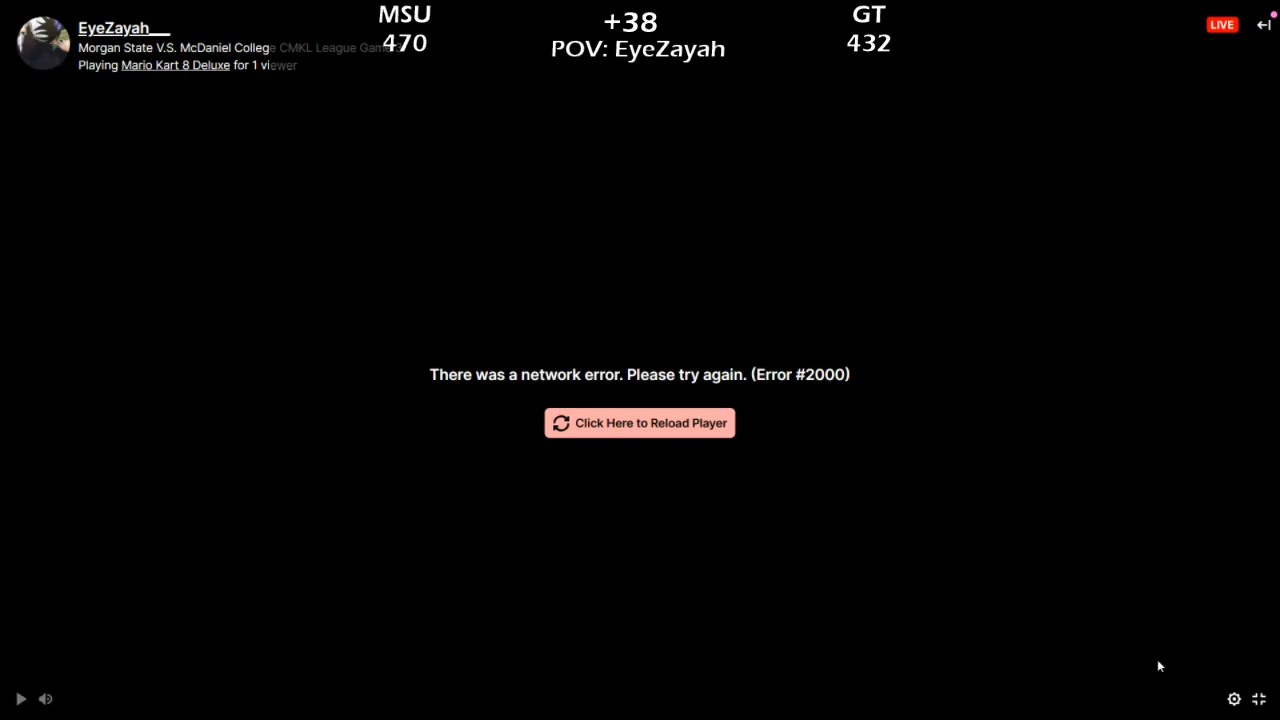 MSU
+38
GT
470
POV: EyeZayah
432
EyeZayah__
Morgan State V.S. McDaniel College CMKL League Game
Playing Mario Kart 8 Deluxe for 1 viewer
LIVE
There was a network error. Please try again. (Error #2000)
Click Here to Reload Player